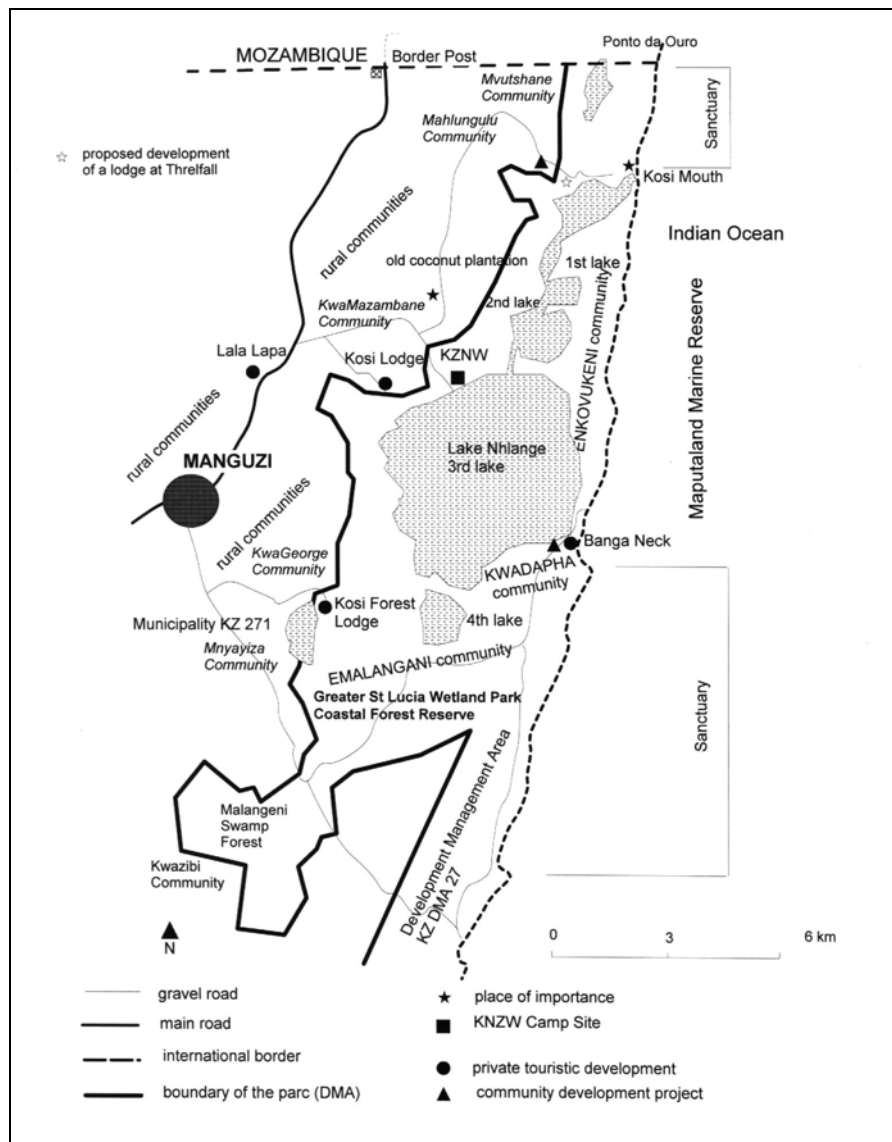 Ponto da Ouro
MOZAMBIQUE
Border Post
Mvutshane
Community
Mahlungulu
Community
Sanctuary
☆ proposed development
of a lodge at Threlfall
Kosi Mouth
rural communities
Indian Ocean
old coconut plantation
1st lake
KwaMazambane
Community
2nd lake
ENKOVUKENI community
Maputaland Marine Reserve
Lala Lapa
Kosi Lodge
KZNW
rural communities
Lake Nhlange
3rd lake
MANGUZI
rural communities
Banga Neck
KwaGeorge
Community
KWADAPHA
community
Kosi Forest
Lodge
4th lake
Municipality KZ 271
Mnyayiza
Community
EMALANGANI community
Greater St Lucia Wetland Park
Coastal Forest Reserve
Sanctuary
Malangeni
Swamp
Forest
Development Management Area
KZ DMA 27
Kwazibi
Community
N
0 3 6 km
gravel road
main road
international border
boundary of the parc (DMA)
★ place of importance
■ KNZW Camp Site
● private touristic development
▲ community development project